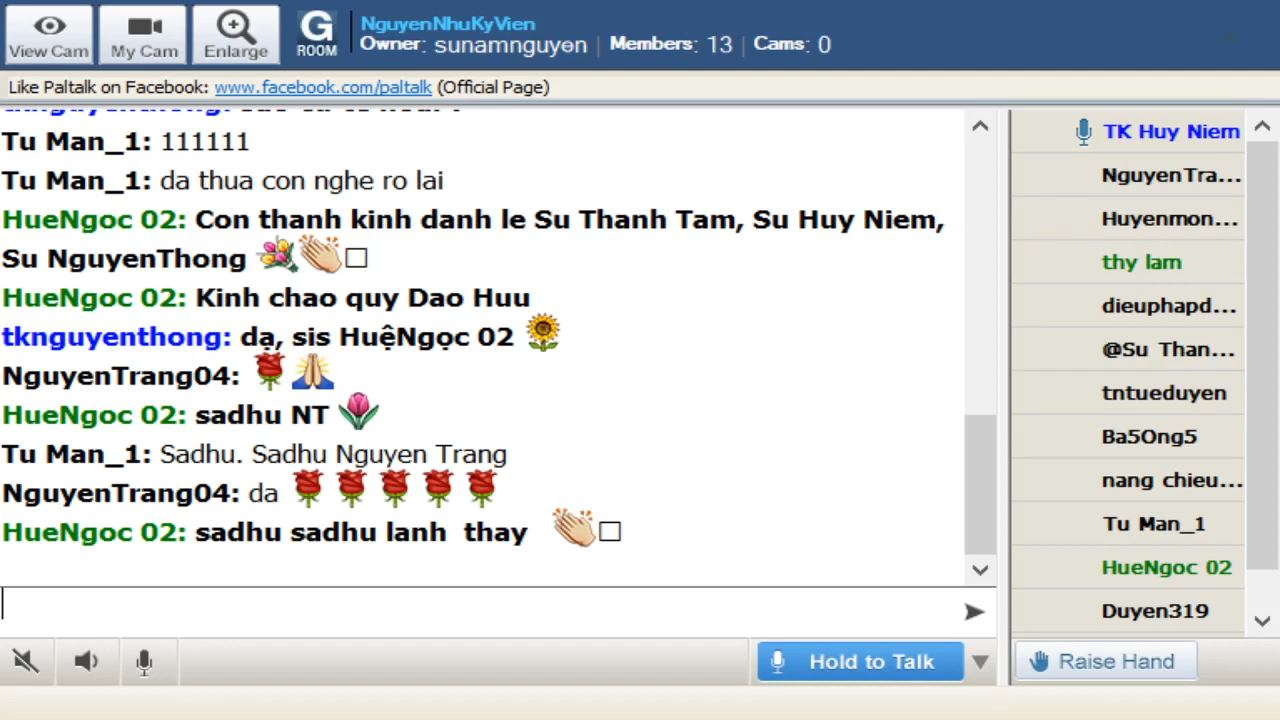 View Cam
My Cam
Enlarge
G
ROOM
NguyenNhuKyVien
Owner: sunamnguyen | Members: 13 | Cams: 0
Like Paltalk on Facebook: www.facebook.com/paltalk (Official Page)
Tu Man_1: 111111
Tu Man_1: da thua con nghe ro lai
HueNgoc 02: Con thanh kinh danh le Su Thanh Tam, Su Huy Niem,
Su NguyenThong
HueNgoc 02: Kinh chao quy Dao Huu
tknguyenthong: dạ, sis HuệNgọc 02
NguyenTrang04:
HueNgoc 02: sadhu NT
Tu Man_1: Sadhu. Sadhu Nguyen Trang
NguyenTrang04: da
HueNgoc 02: sadhu sadhu lanh thay
Hold to Talk
TK Huy Niem
NguyenTra...
Huyenmon...
thy lam
dieuphapd...
@Su Than...
tntueduyen
Ba5Ong5
nang chieu...
Tu Man_1
HueNgoc 02
Duyen319
Raise Hand